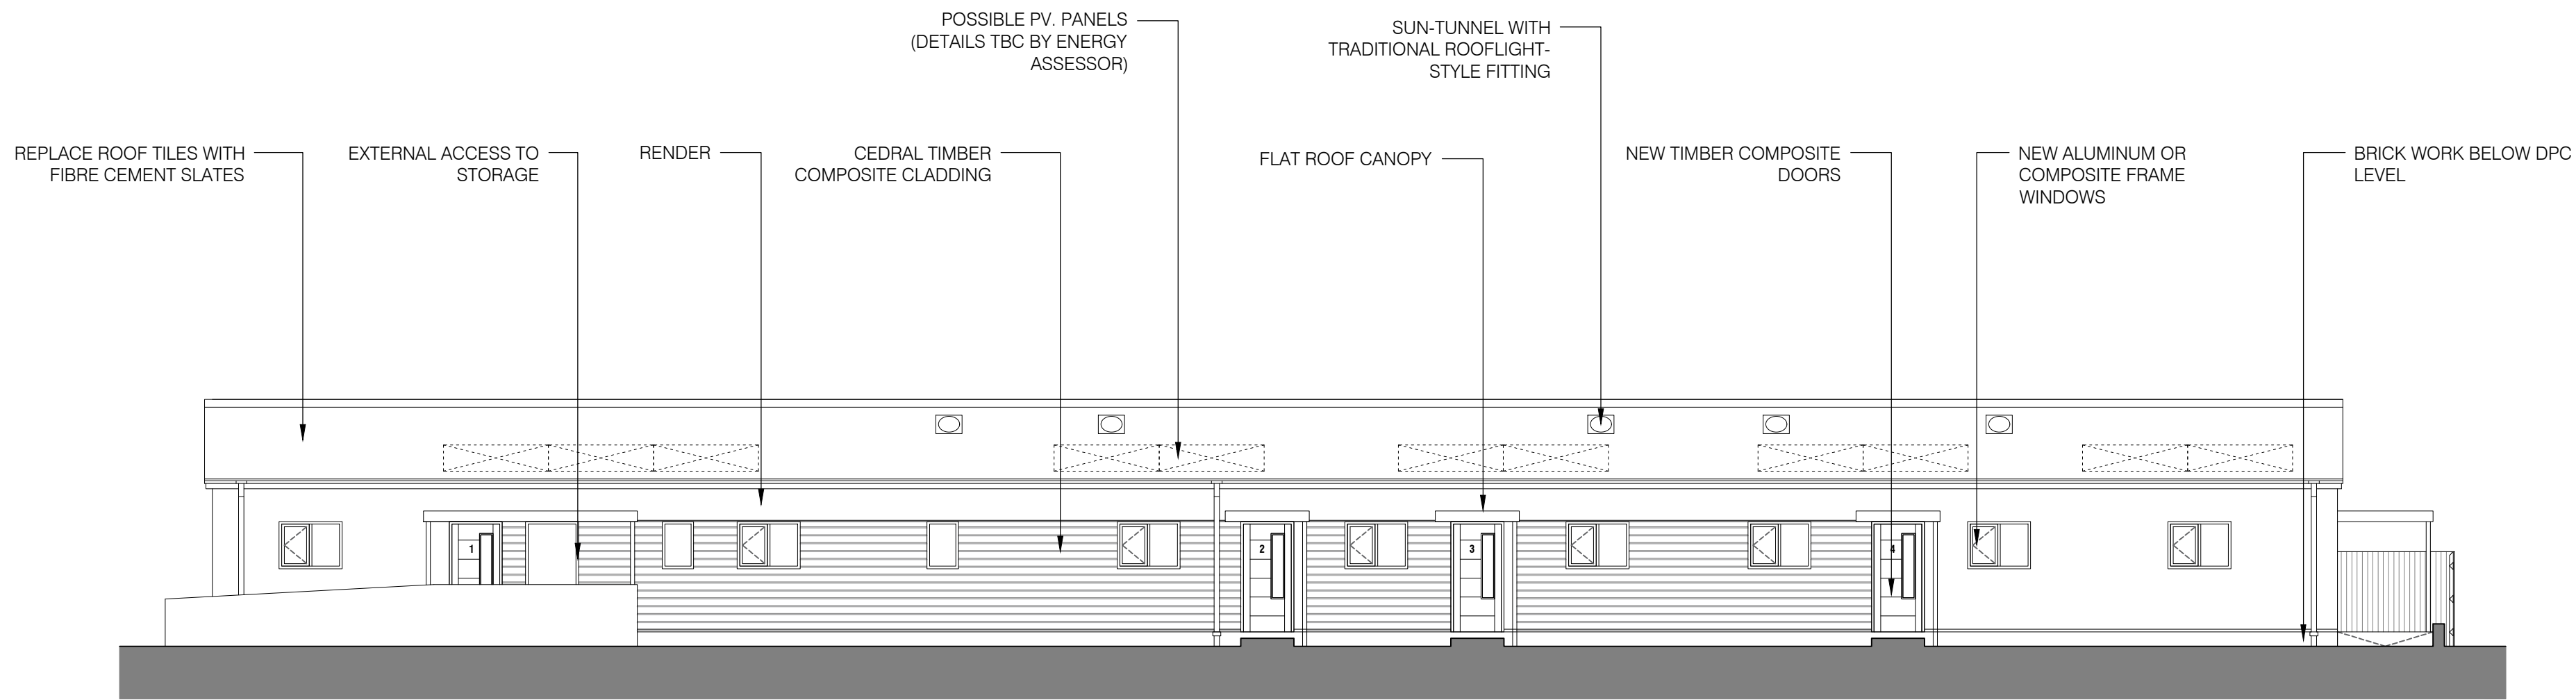 POSSIBLE PV. PANELS
(DETAILS TBC BY ENERGY
ASSESSOR)
SUN-TUNNEL WITH
TRADITIONAL ROOFLIGHT-
STYLE FITTING
REPLACE ROOF TILES WITH
FIBRE CEMENT SLATES
EXTERNAL ACCESS TO
STORAGE
RENDER
CEDRAL TIMBER
COMPOSITE CLADDING
FLAT ROOF CANOPY
NEW TIMBER COMPOSITE
DOORS
NEW ALUMINUM OR
COMPOSITE FRAME
WINDOWS
BRICK WORK BELOW DPC
LEVEL
1
2
3
4